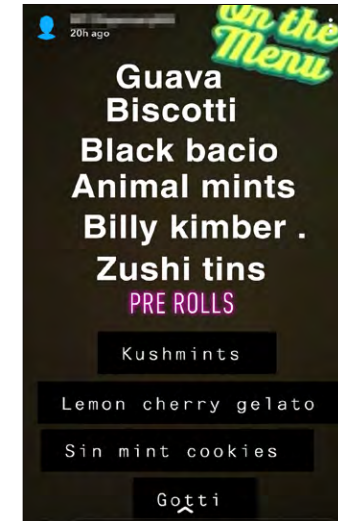 20h ago
on the
Menu
Guava
Biscotti
Black bacio
Animal mints
Billy kimber .
Zushi tins
PRE ROLLS
Kushmints
Lemon cherry gelato
Sin mint cookies
Gotti